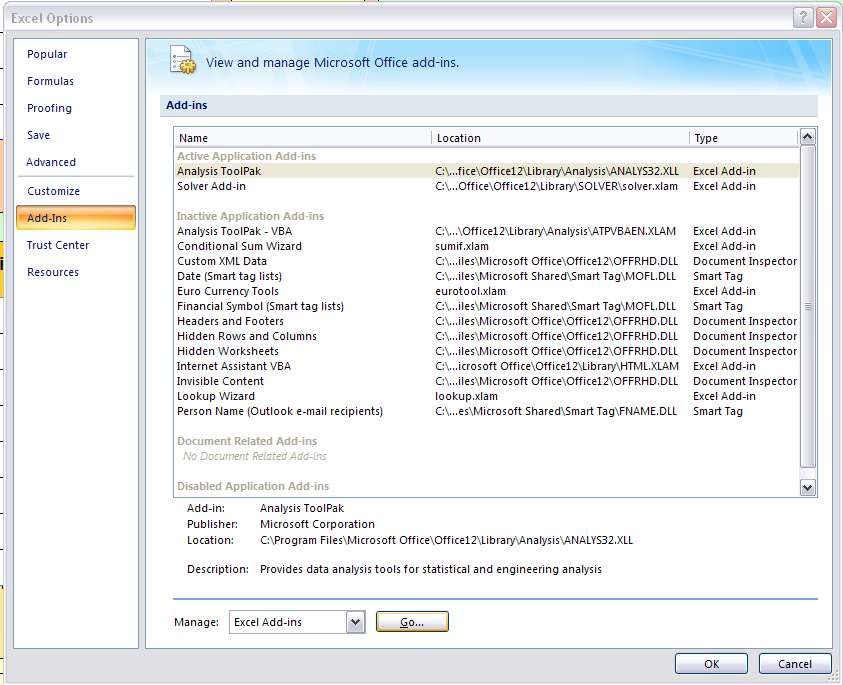 Excel Options
Popular
Formulas
Proofing
Save
Advanced
Customize
Add-Ins
Trust Center
Resources
View and manage Microsoft Office add-ins.
Add-ins
Name Location Type
Active Application Add-ins
Analysis ToolPak C:\...fice\Office12\Library\Analysis\ANALYS32.XLL Excel Add-in
Solver Add-in C:\...Office\Office12\Library\SOLVER\solver.xlam Excel Add-in
Inactive Application Add-ins
Analysis ToolPak - VBA C:\...\Office12\Library\Analysis\ATPVBAEN.XLAM Excel Add-in
Conditional Sum Wizard sumif.xlam Excel Add-in
Custom XML Data C:\...iles\Microsoft Office\Office12\OFFRHD.DLL Document Inspector
Date (Smart tag lists) C:\...iles\Microsoft Shared\Smart Tag\MOFL.DLL Smart Tag
Euro Currency Tools eurotool.xlam Excel Add-in
Financial Symbol (Smart tag lists) C:\...iles\Microsoft Shared\Smart Tag\MOFL.DLL Smart Tag
Headers and Footers C:\...iles\Microsoft Office\Office12\OFFRHD.DLL Document Inspector
Hidden Rows and Columns C:\...iles\Microsoft Office\Office12\OFFRHD.DLL Document Inspector
Hidden Worksheets C:\...iles\Microsoft Office\Office12\OFFRHD.DLL Document Inspector
Internet Assistant VBA C:\...icrosoft Office\Office12\Library\HTML.XLAM Excel Add-in
Invisible Content C:\...iles\Microsoft Office\Office12\OFFRHD.DLL Document Inspector
Lookup Wizard lookup.xlam Excel Add-in
Person Name (Outlook e-mail recipients) C:\...es\Microsoft Shared\Smart Tag\FNAME.DLL Smart Tag
Document Related Add-ins
No Document Related Add-ins
Disabled Application Add-ins
Add-in: Analysis ToolPak
Publisher: Microsoft Corporation
Location: C:\Program Files\Microsoft Office\Office12\Library\Analysis\ANALYS32.XLL
Description: Provides data analysis tools for statistical and engineering analysis
Manage: Excel Add-ins Go...
OK Cancel